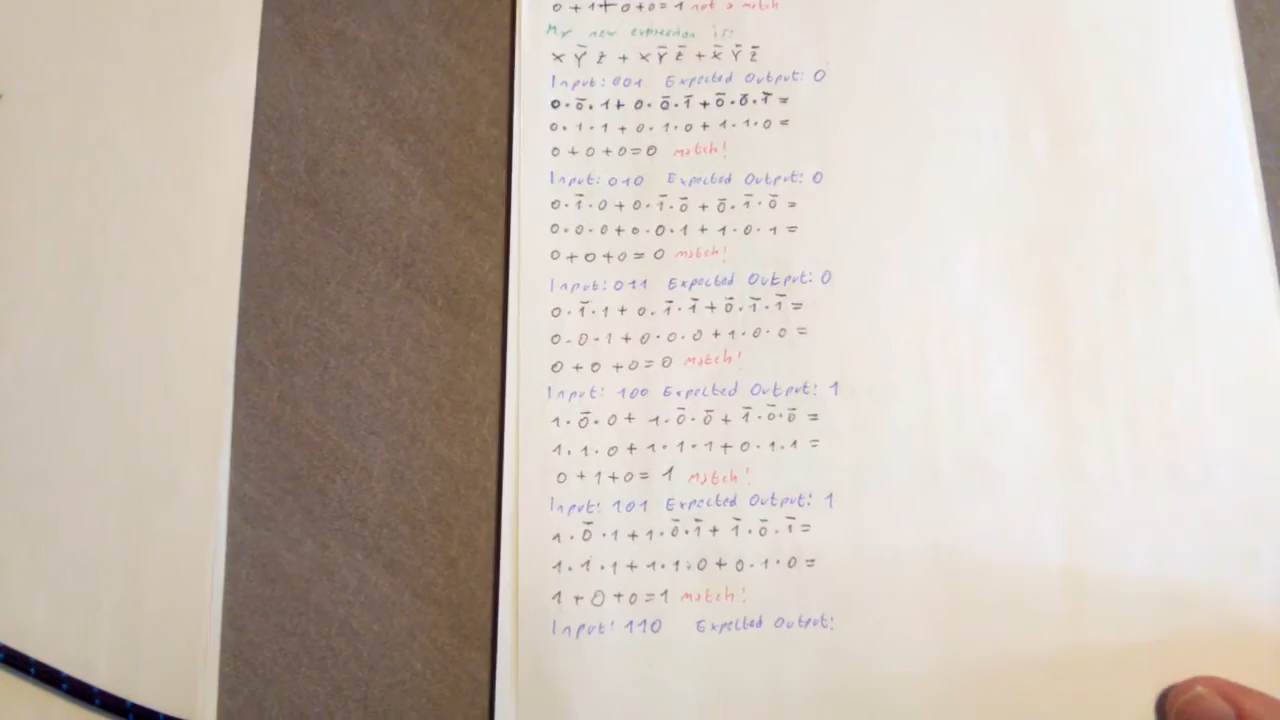 0 + 1 + 0 + 0 = 1 not a match
My new expression is:
X Y̅ Z + X Y̅ Z̅ + X̅ Y̅ Z̅
Input: 001 Expected Output: 0
0·0̅·1 + 0·0̅·1̅ + 0̅·0̅·1̅ =
0·1·1 + 0·1·0 + 1·1·0 =
0 + 0 + 0 = 0 match!
Input: 010 Expected Output: 0
0·1̅·0 + 0·1̅·0̅ + 0̅·1̅·0̅ =
0·0·0 + 0·0·1 + 1·0·1 =
0 + 0 + 0 = 0 match!
Input: 011 Expected Output: 0
0·1̅·1 + 0·1̅·1̅ + 0̅·1̅·1̅ =
0·0·1 + 0·0·0 + 1·0·0 =
0 + 0 + 0 = 0 match!
Input: 100 Expected Output: 1
1·0̅·0 + 1·0̅·0̅ + 1̅·0̅·0̅ =
1·1·0 + 1·1·1 + 0·1·1 =
0 + 1 + 0 = 1 match!
Input: 101 Expected Output: 1
1·0̅·1 + 1·0̅·1̅ + 1̅·0̅·1̅ =
1·1·1 + 1·1·0 + 0·1·0 =
1 + 0 + 0 = 1 match!
Input: 110 Expected Output: